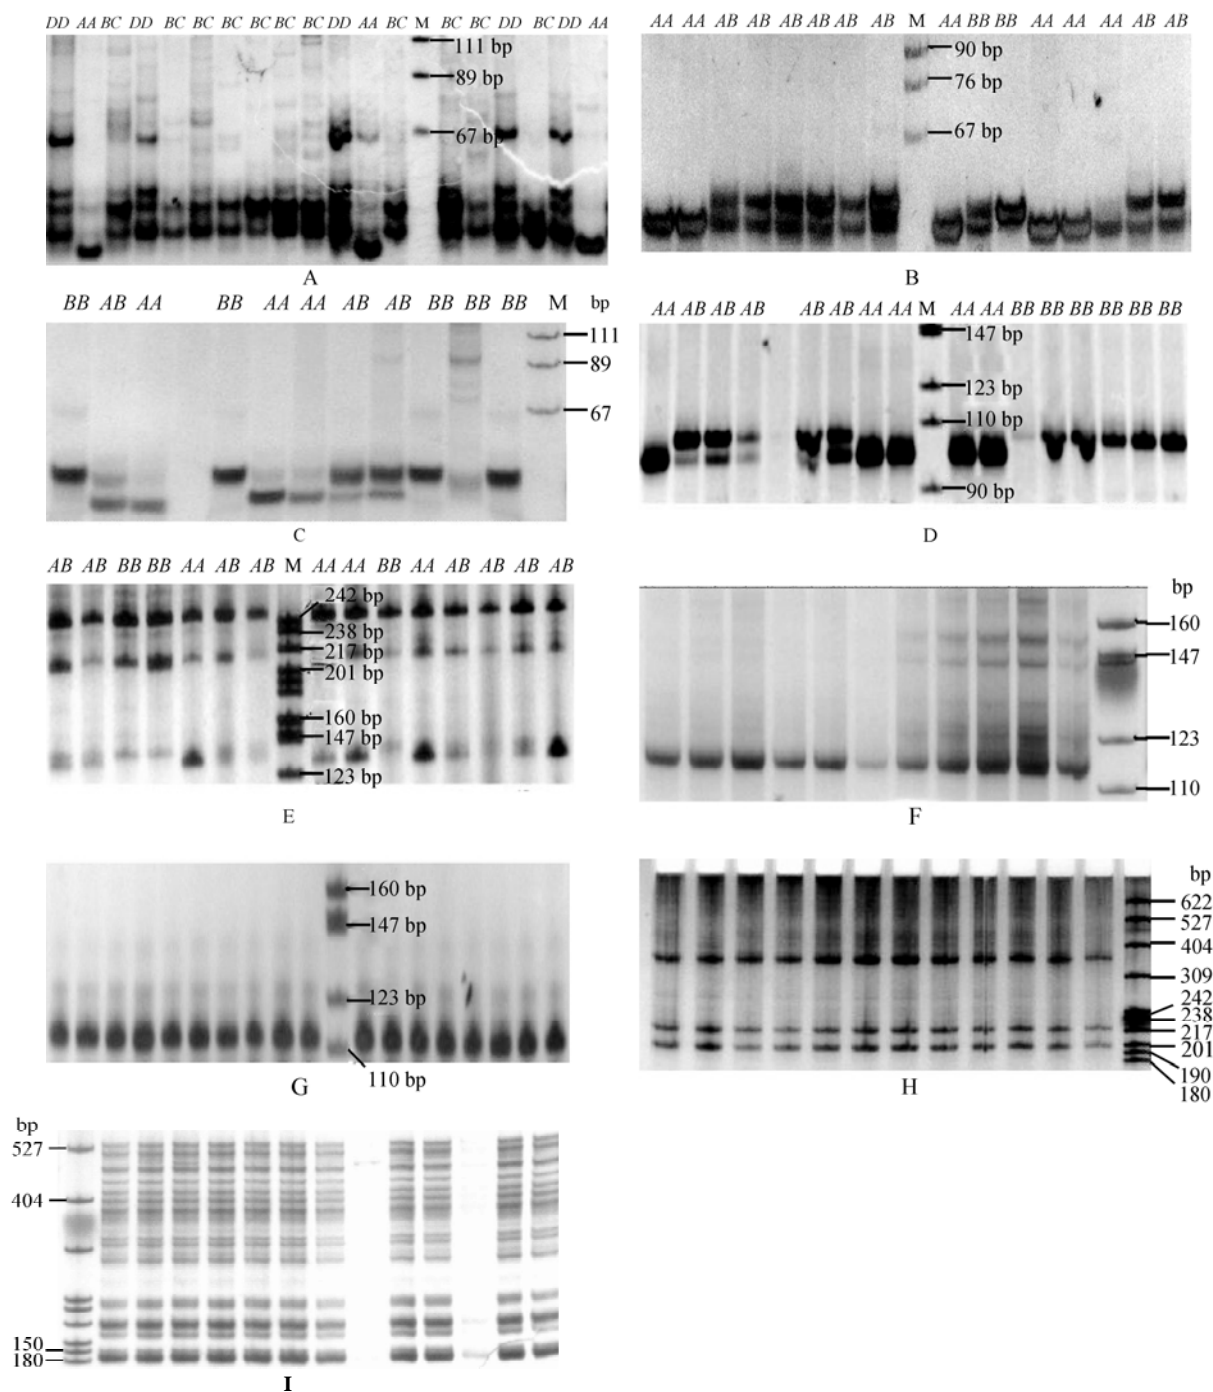 DD AA BC DD BC BC BC BC BC BC DD AA BC M BC BC DD BC DD AA
111 bp
89 bp
67 bp
A
AA AA AB AB AB AB AB AB M AA BB BB AA AA AA AB AB
90 bp
76 bp
67 bp
B
BB AB AA BB AA AA AB AB BB BB BB M bp
111
89
67
C
AA AB AB AB AB AB AA AA M AA AA BB BB BB BB BB BB
147 bp
123 bp
110 bp
90 bp
D
AB AB BB BB AA AB AB M AA AA BB AA AB AB AB AB
242 bp
238 bp
217 bp
201 bp
160 bp
147 bp
123 bp
E
bp
160
147
123
110
F
160 bp
147 bp
123 bp
110 bp
G
bp
622
527
404
309
242
238
217
201
190
180
H
bp
527
404
150
180
I